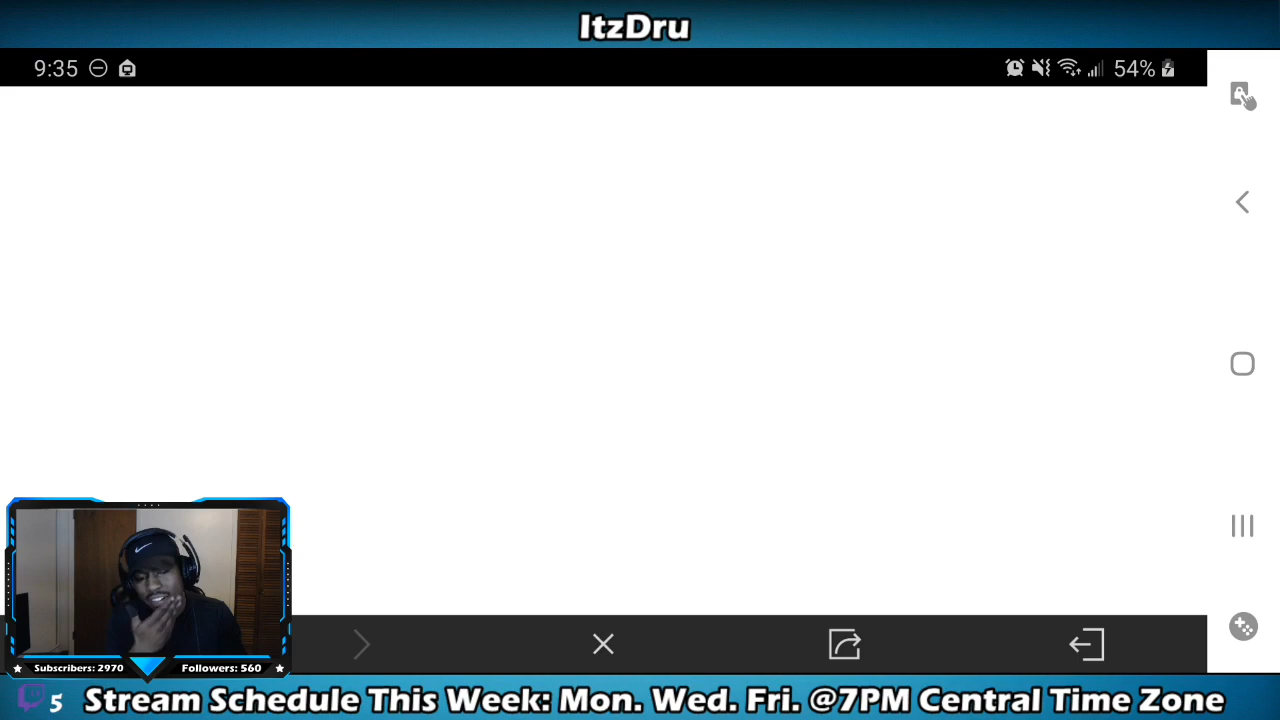 ItzDru
9:35
54%
Subscribers: 2970
Followers: 560
5
Stream Schedule This Week: Mon. Wed. Fri. @7PM Central Time Zone